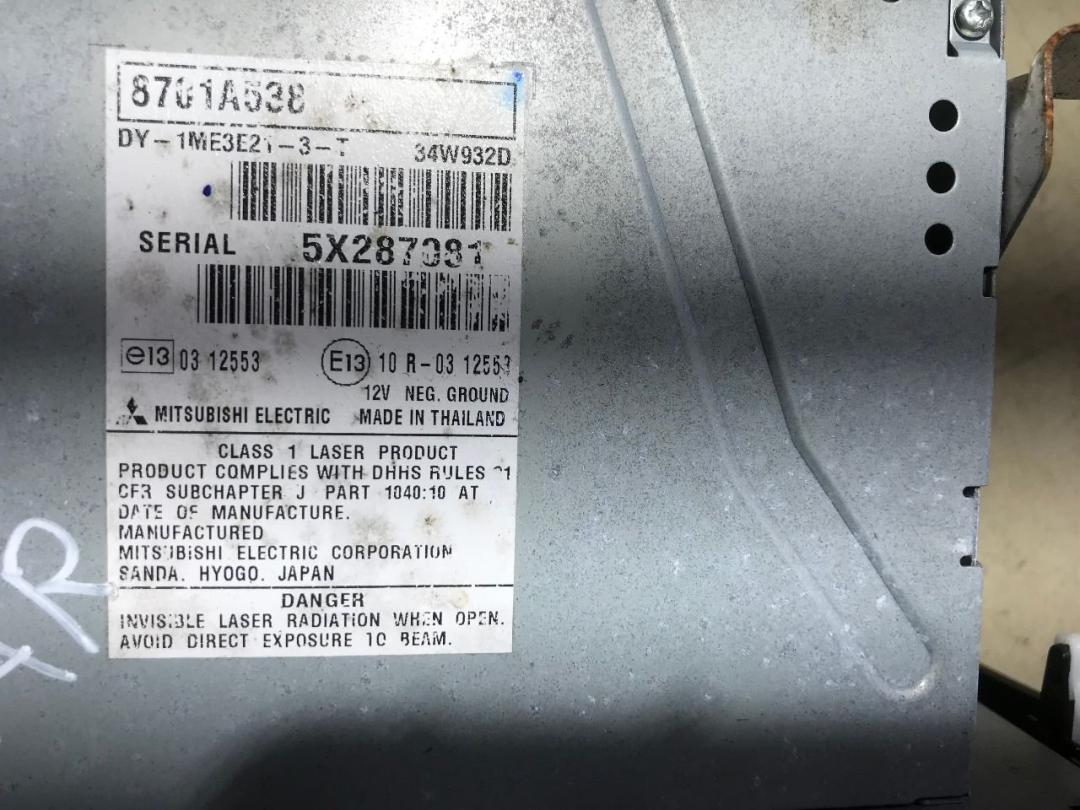 8701A538
DY-1ME3E21-3-T 34W932D
SERIAL 5X287081
e13 03 12553
E13 10 R-03 12553
12V NEG. GROUND
MITSUBISHI ELECTRIC MADE IN THAILAND
CLASS 1 LASER PRODUCT
PRODUCT COMPLIES WITH DHHS RULES 21
CFR SUBCHAPTER J PART 1040:10 AT
DATE OF MANUFACTURE.
MANUFACTURED
MITSUBISHI ELECTRIC CORPORATION
SANDA. HYOGO. JAPAN
DANGER
INVISIBLE LASER RADIATION WHEN OPEN.
AVOID DIRECT EXPOSURE TO BEAM.